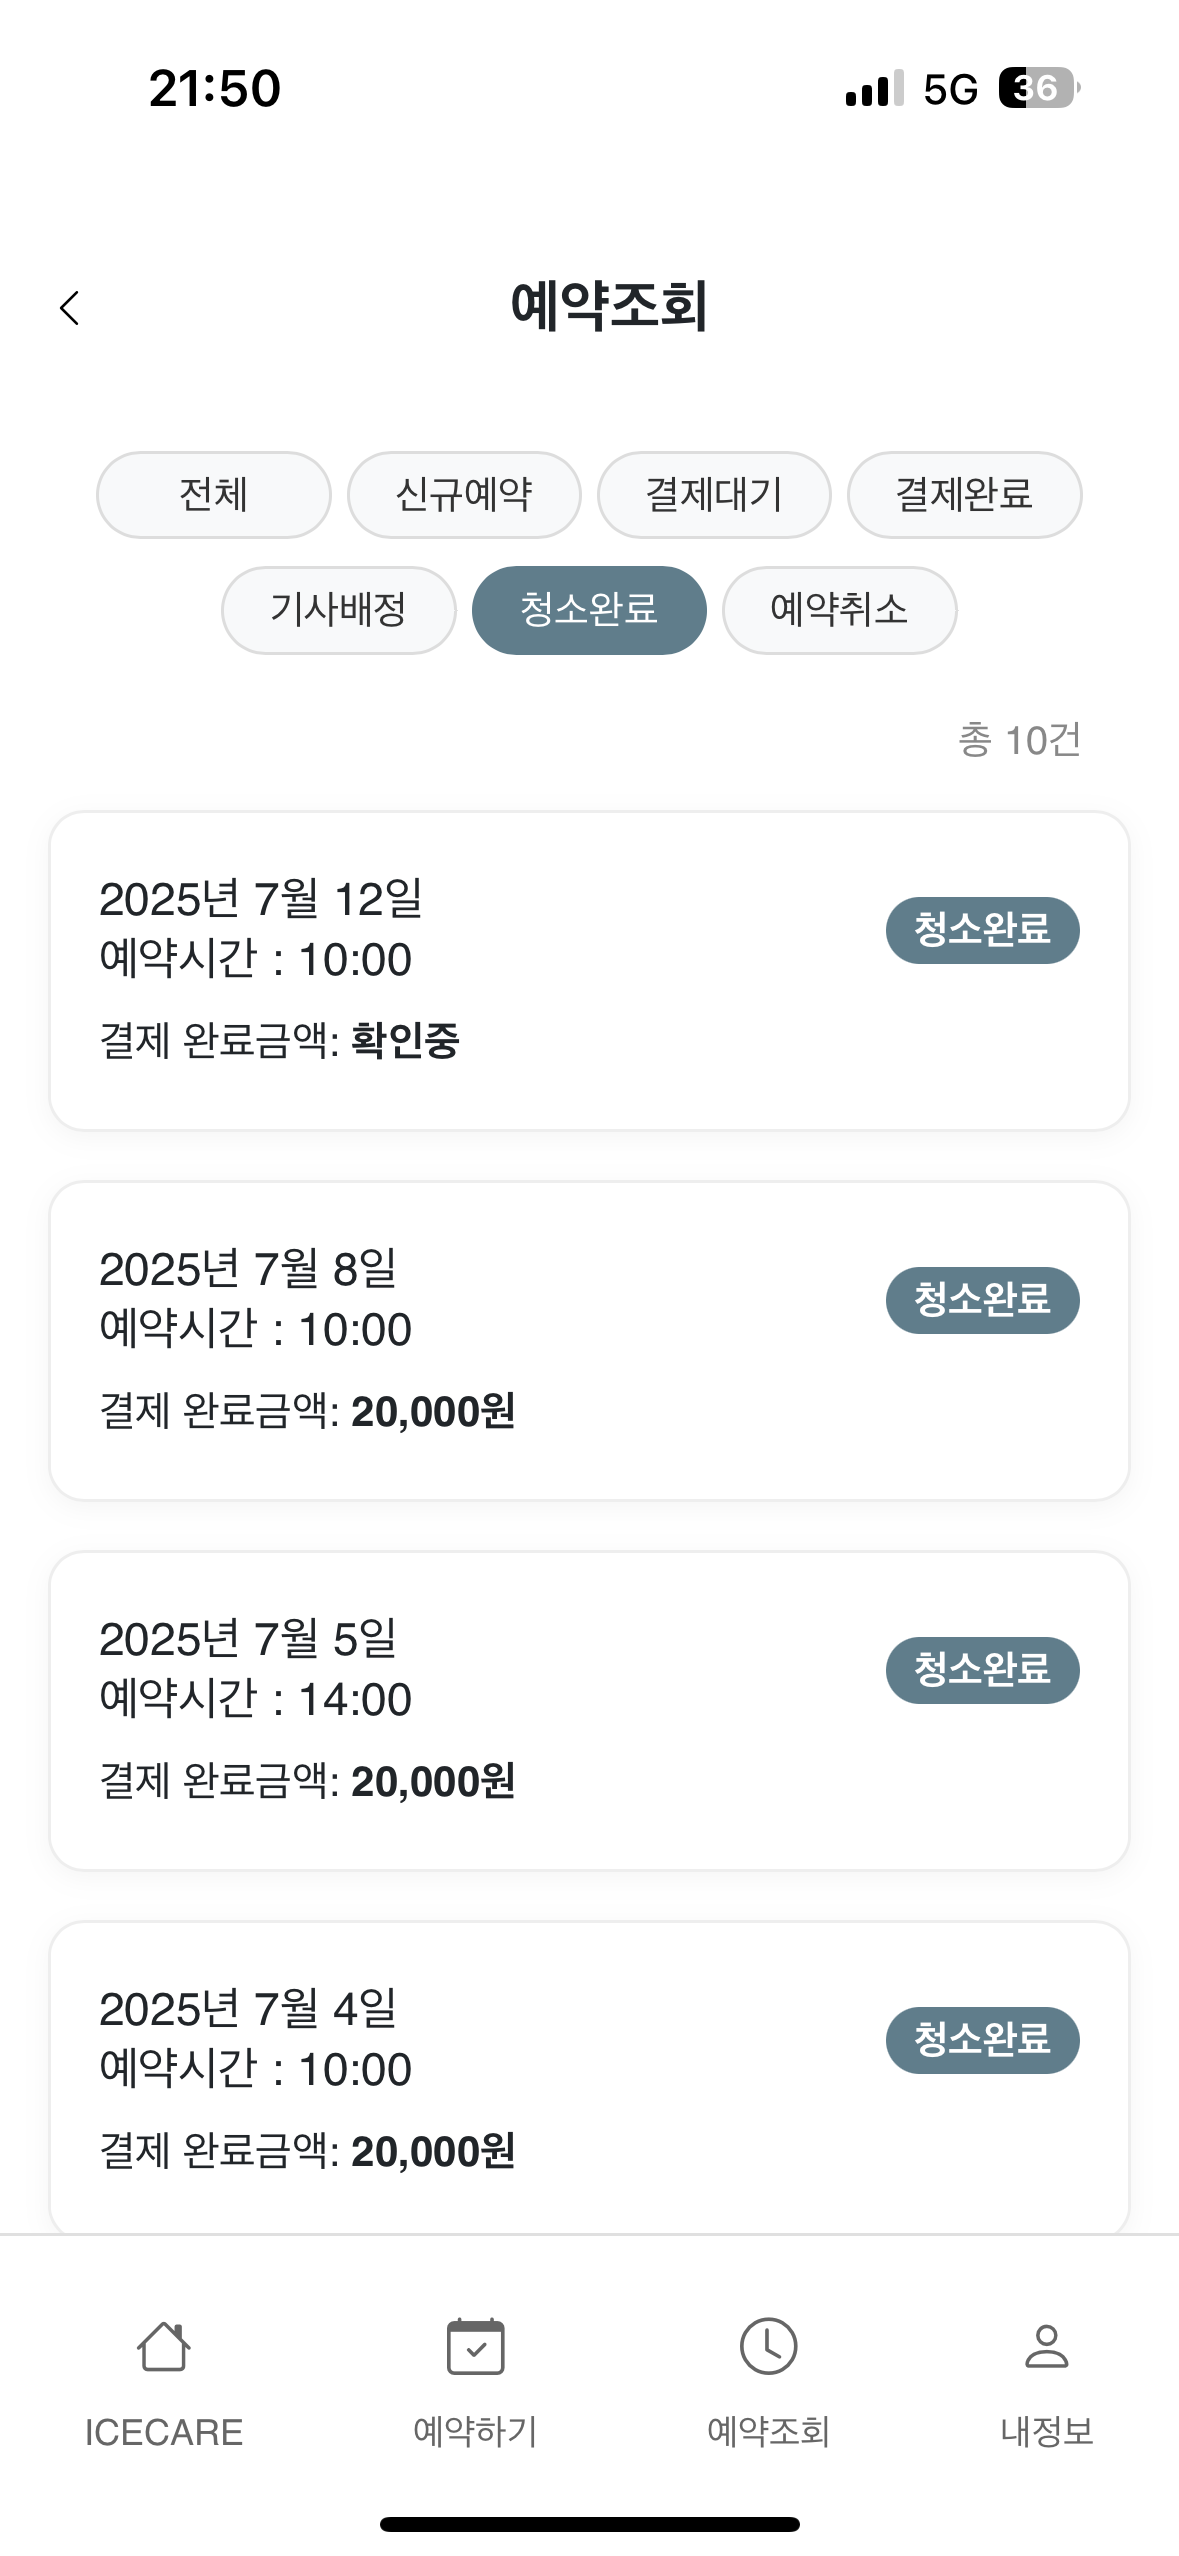 21:50
5G 36
예약조회
전체 신규예약 결제대기 결제완료
기사배정 청소완료 예약취소
총 10건
2025년 7월 12일
예약시간 : 10:00
청소완료
결제 완료금액: 확인중
2025년 7월 8일
예약시간 : 10:00
청소완료
결제 완료금액: 20,000원
2025년 7월 5일
예약시간 : 14:00
청소완료
결제 완료금액: 20,000원
2025년 7월 4일
예약시간 : 10:00
청소완료
결제 완료금액: 20,000원
ICECARE 예약하기 예약조회 내정보